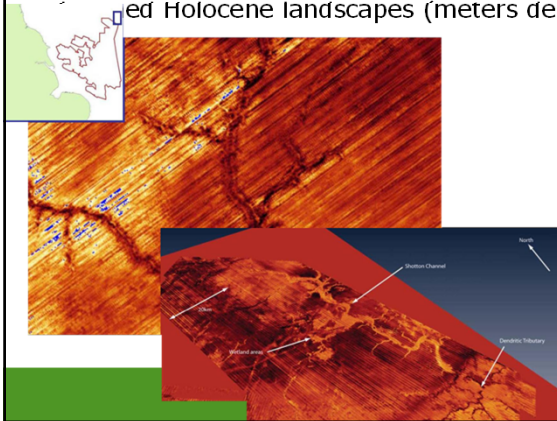 ed Holocene landscapes (meters de
North
Shotton Channel
20km
Wetland areas
Dendritic Tributary